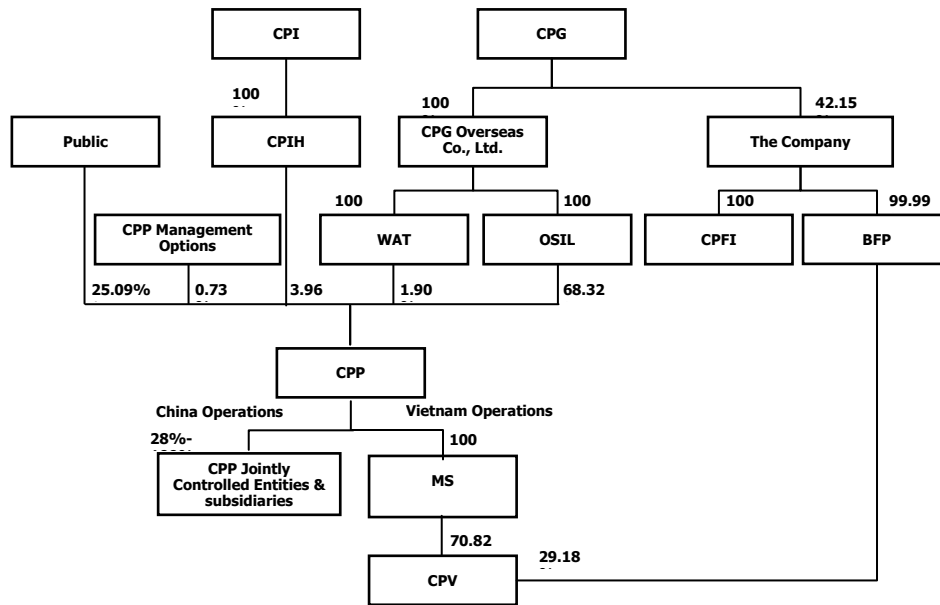 CPI
CPG
100
100
42.15
Public
CPIH
CPG Overseas
Co., Ltd.
The Company
100
100
100
99.99
CPP Management
Options
WAT
OSIL
CPFI
BFP
25.09%
0.73
3.96
1.90
68.32
CPP
China Operations
Vietnam Operations
28%-
100
CPP Jointly
Controlled Entities &
subsidiaries
MS
70.82
29.18
CPV